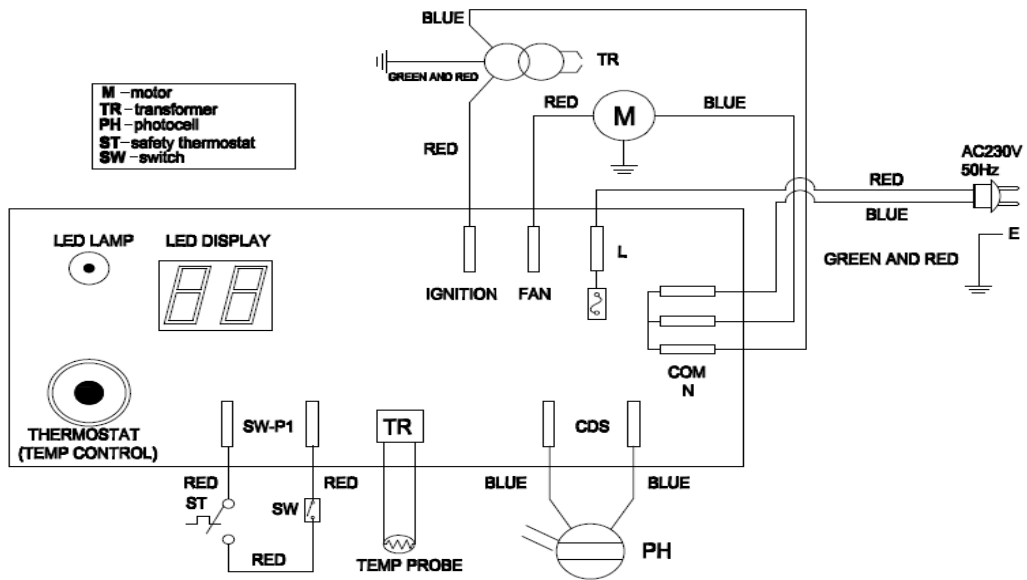 BLUE
TR
GREEN AND RED
M -motor
TR -transformer
PH -photocell
ST -safety thermostat
SW -switch
RED
RED
M
BLUE
AC230V
50Hz
RED
BLUE
E
GREEN AND RED
LED LAMP
LED DISPLAY
L
IGNITION
FAN
COM
N
THERMOSTAT
(TEMP CONTROL)
SW-P1
TR
CDS
RED
ST
SW
RED
BLUE
BLUE
RED
TEMP PROBE
PH